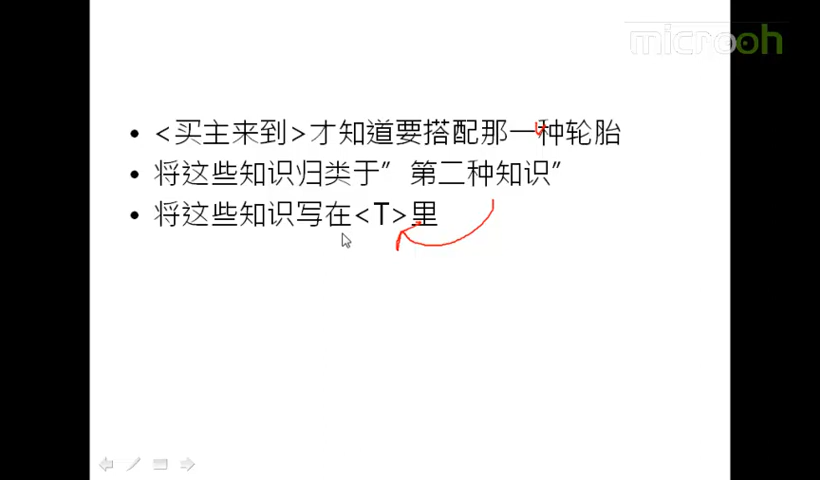 microoh
• <买主来到>才知道要搭配那一种轮胎
• 将这些知识归类于”第二种知识”
• 将这些知识写在<T>里